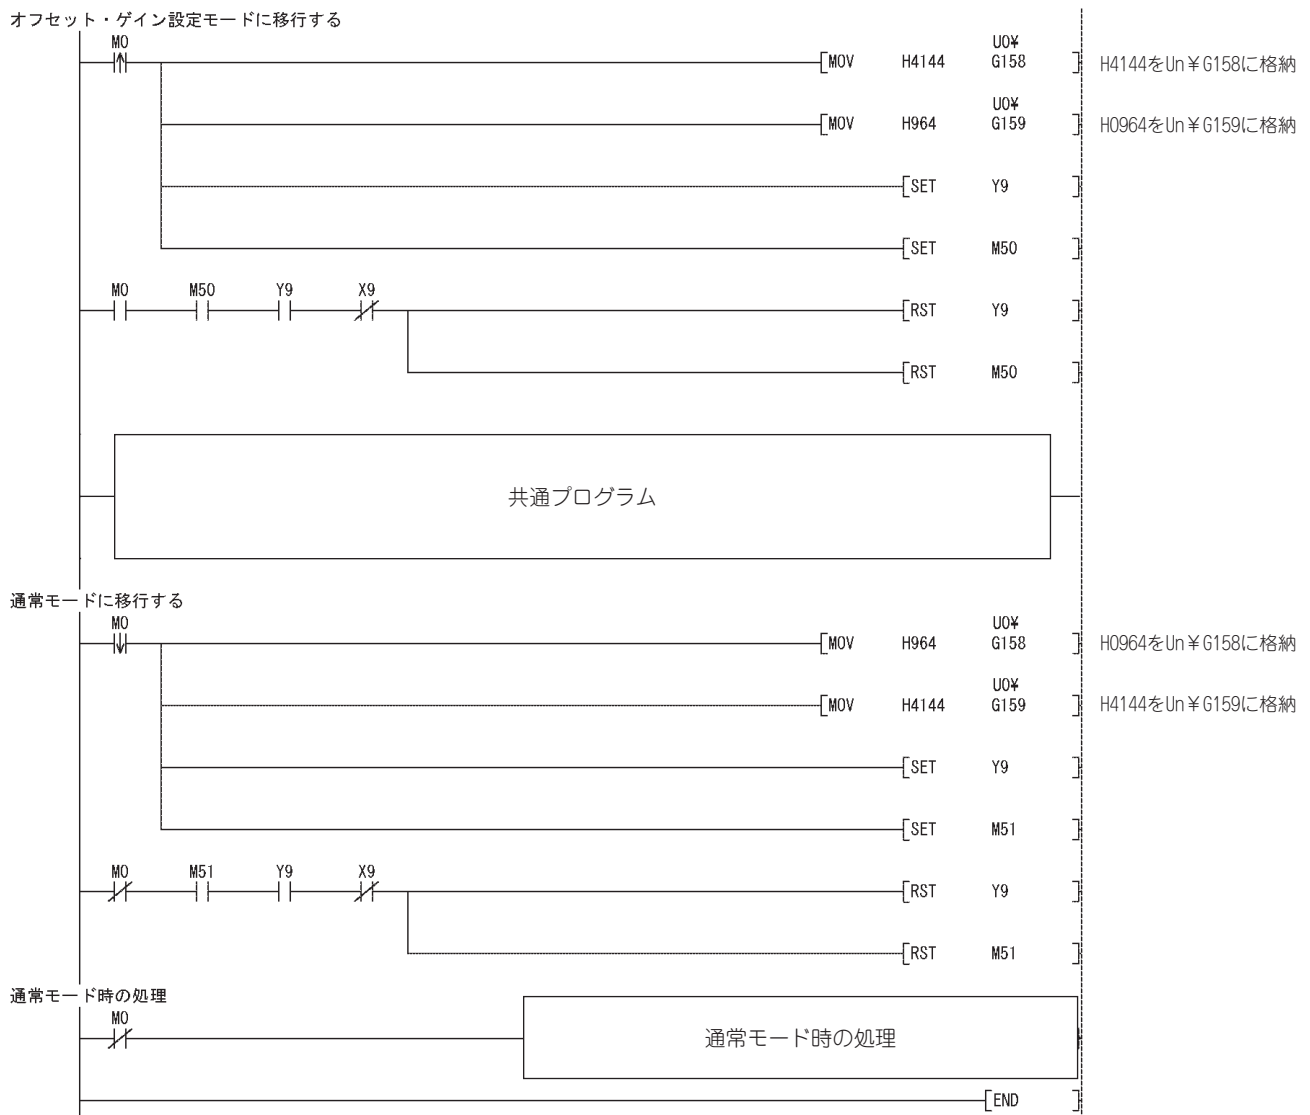 オフセット・ゲイン設定モードに移行する
M0
U0¥
MOV H4144 G158 H4144をUn¥G158に格納
U0¥
MOV H964 G159 H0964をUn¥G159に格納
SET Y9
SET M50
M0 M50 Y9 X9
RST Y9
RST M50
共通プログラム
通常モードに移行する
M0
U0¥
MOV H964 G158 H0964をUn¥G158に格納
U0¥
MOV H4144 G159 H4144をUn¥G159に格納
SET Y9
SET M51
M0 M51 Y9 X9
RST Y9
RST M51
通常モード時の処理
M0
通常モード時の処理
END